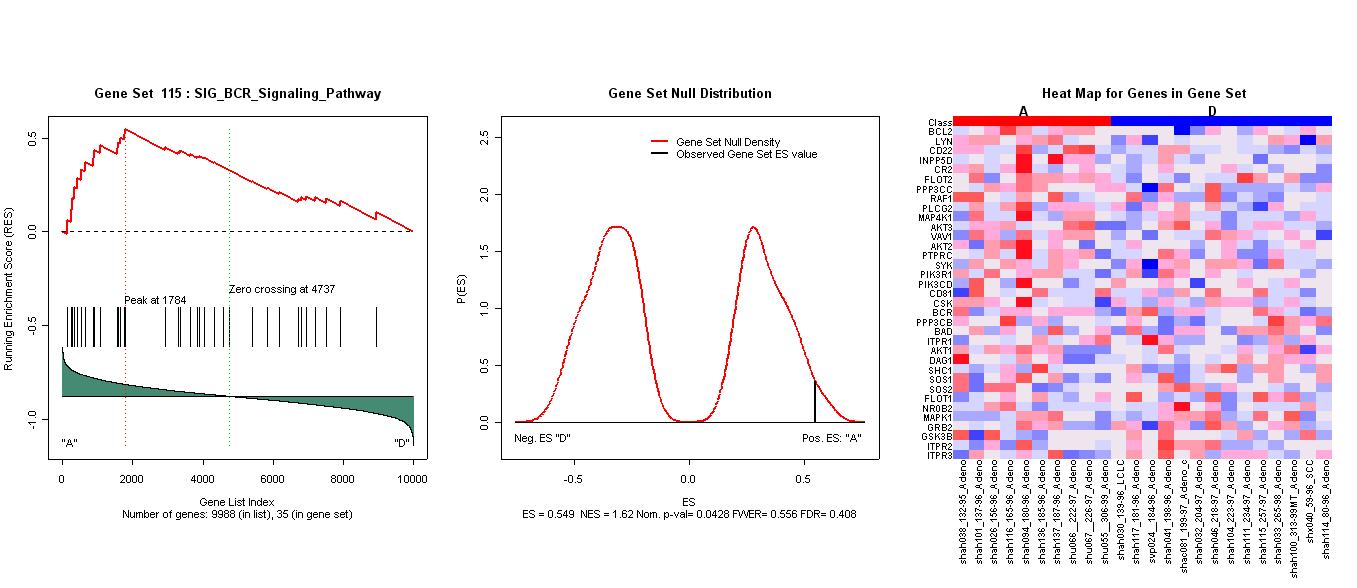 Gene Set 115 : SIG_BCR_Signaling_Pathway
Running Enrichment Score (RES)
0.5
0.0
-0.5
-1.0
Peak at 1784
Zero crossing at 4737
"A"
"D"
0 2000 4000 6000 8000 10000
Gene List Index
Number of genes: 9988 (in list), 35 (in gene set)
Gene Set Null Distribution
P(ES)
2.5
2.0
1.5
1.0
0.5
0.0
Gene Set Null Density
Observed Gene Set ES value
Neg. ES "D"
Pos. ES: "A"
-0.5 0.0 0.5
ES
ES = 0.549 NES = 1.62 Nom. p-val= 0.0428 FWER= 0.556 FDR= 0.408
Heat Map for Genes in Gene Set
A D
Class
BCL2
LYN
CD22
INPP5D
CR2
FLOT2
PPP3CC
RAF1
PLCG2
MAP4K1
AKT3
VAV1
AKT2
PTPRC
SYK
PIK3R1
PIK3CD
CD81
CSK
BCR
PPP3CB
BAD
ITPR1
AKT1
DAG1
SHC1
SOS1
SOS2
FLOT1
NR0B2
MAPK1
GRB2
GSK3B
ITPR2
ITPR3
shah038_132-95_Adeno
shah101_137-96_Adeno
shah026_156-96_Adeno
shah116_165-96_Adeno
shah094_180-96_Adeno
shah136_185-96_Adeno
shah137_187-96_Adeno
shu066__222-97_Adeno
shu067__226-97_Adeno
shu055__306-99_Adeno
shah030_139-96_LCLC
shah117_181-96_Adeno
svp024__184-96_Adeno
shah041_198-96_Adeno
shac081_199-97_Adeno_c
shah032_204-97_Adeno
shah046_218-97_Adeno
shah104_223-97_Adeno
shah111_234-97_Adeno
shah115_257-97_Adeno
shah033_265-98_Adeno
shah100_313-99MT_Adeno
shx040_59-96_SCC
shah114_80-96_Adeno